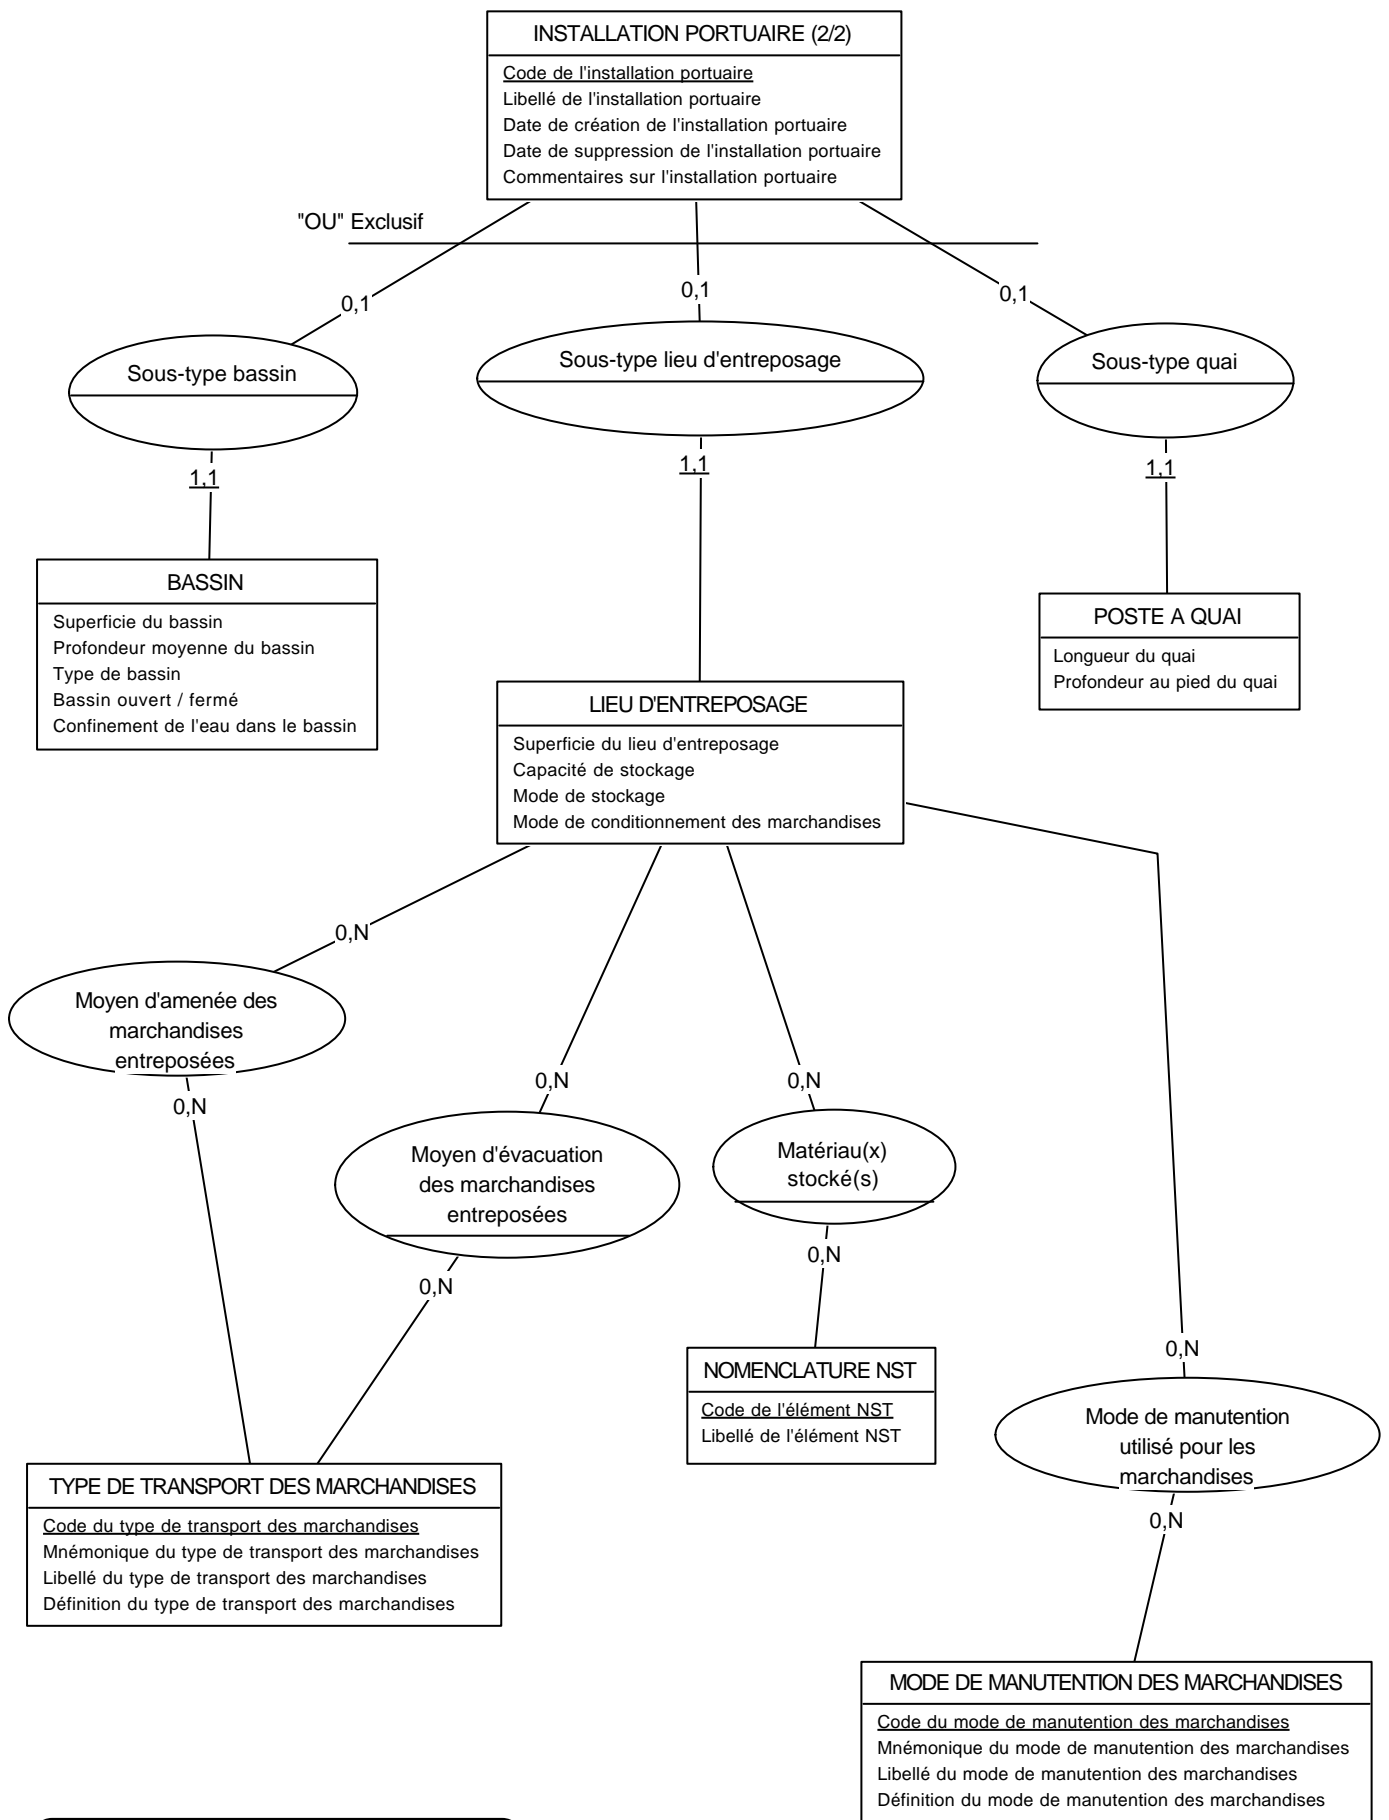 INSTALLATION PORTUAIRE (2/2)
Code de l'installation portuaire
Libellé de l'installation portuaire
Date de création de l'installation portuaire
Date de suppression de l'installation portuaire
Commentaires sur l'installation portuaire
"OU" Exclusif
0,1
0,1
0,1
Sous-type bassin
Sous-type lieu d'entreposage
Sous-type quai
1,1
1,1
1,1
BASSIN
Superficie du bassin
Profondeur moyenne du bassin
Type de bassin
Bassin ouvert / fermé
Confinement de l'eau dans le bassin
POSTE A QUAI
Longueur du quai
Profondeur au pied du quai
LIEU D'ENTREPOSAGE
Superficie du lieu d'entreposage
Capacité de stockage
Mode de stockage
Mode de conditionnement des marchandises
0,N
Moyen d'amenée des
marchandises
entreposées
0,N
0,N
0,N
Moyen d'évacuation
des marchandises
entreposées
Matériau(x)
stocké(s)
0,N
0,N
0,N
NOMENCLATURE NST
Code de l'élément NST
Libellé de l'élément NST
Mode de manutention
utilisé pour les
marchandises
0,N
TYPE DE TRANSPORT DES MARCHANDISES
Code du type de transport des marchandises
Mnémonique du type de transport des marchandises
Libellé du type de transport des marchandises
Définition du type de transport des marchandises
MODE DE MANUTENTION DES MARCHANDISES
Code du mode de manutention des marchandises
Mnémonique du mode de manutention des marchandises
Libellé du mode de manutention des marchandises
Définition du mode de manutention des marchandises